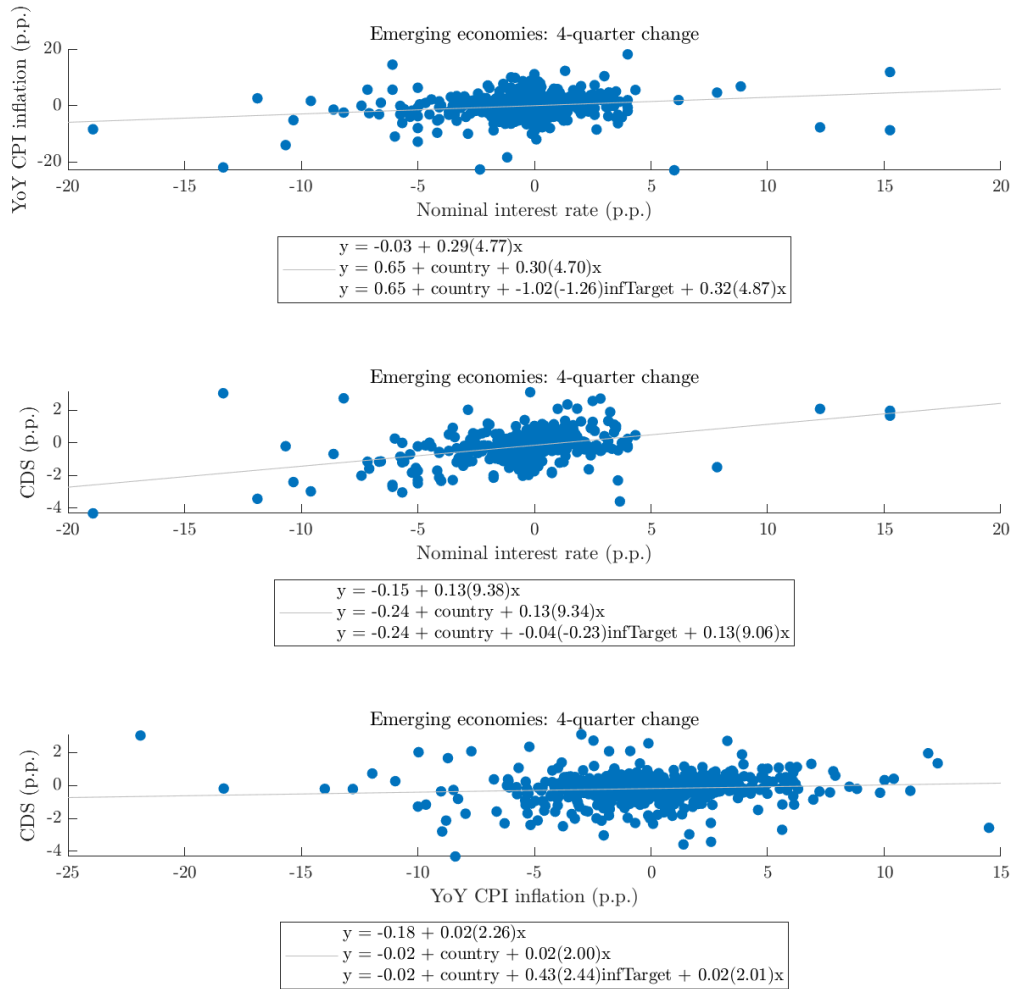 Emerging economies: 4-quarter change
YoY CPI inflation (p.p.)
20
0
-20
-20 -15 -10 -5 0 5 10 15 20
Nominal interest rate (p.p.)
y = -0.03 + 0.29(4.77)x
y = 0.65 + country + 0.30(4.70)x
y = 0.65 + country + -1.02(-1.26)infTarget + 0.32(4.87)x
Emerging economies: 4-quarter change
CDS (p.p.)
2
0
-2
-4
-20 -15 -10 -5 0 5 10 15 20
Nominal interest rate (p.p.)
y = -0.15 + 0.13(9.38)x
y = -0.24 + country + 0.13(9.34)x
y = -0.24 + country + -0.04(-0.23)infTarget + 0.13(9.06)x
Emerging economies: 4-quarter change
CDS (p.p.)
2
0
-2
-4
-25 -20 -15 -10 -5 0 5 10 15
YoY CPI inflation (p.p.)
y = -0.18 + 0.02(2.26)x
y = -0.02 + country + 0.02(2.00)x
y = -0.02 + country + 0.43(2.44)infTarget + 0.02(2.01)x